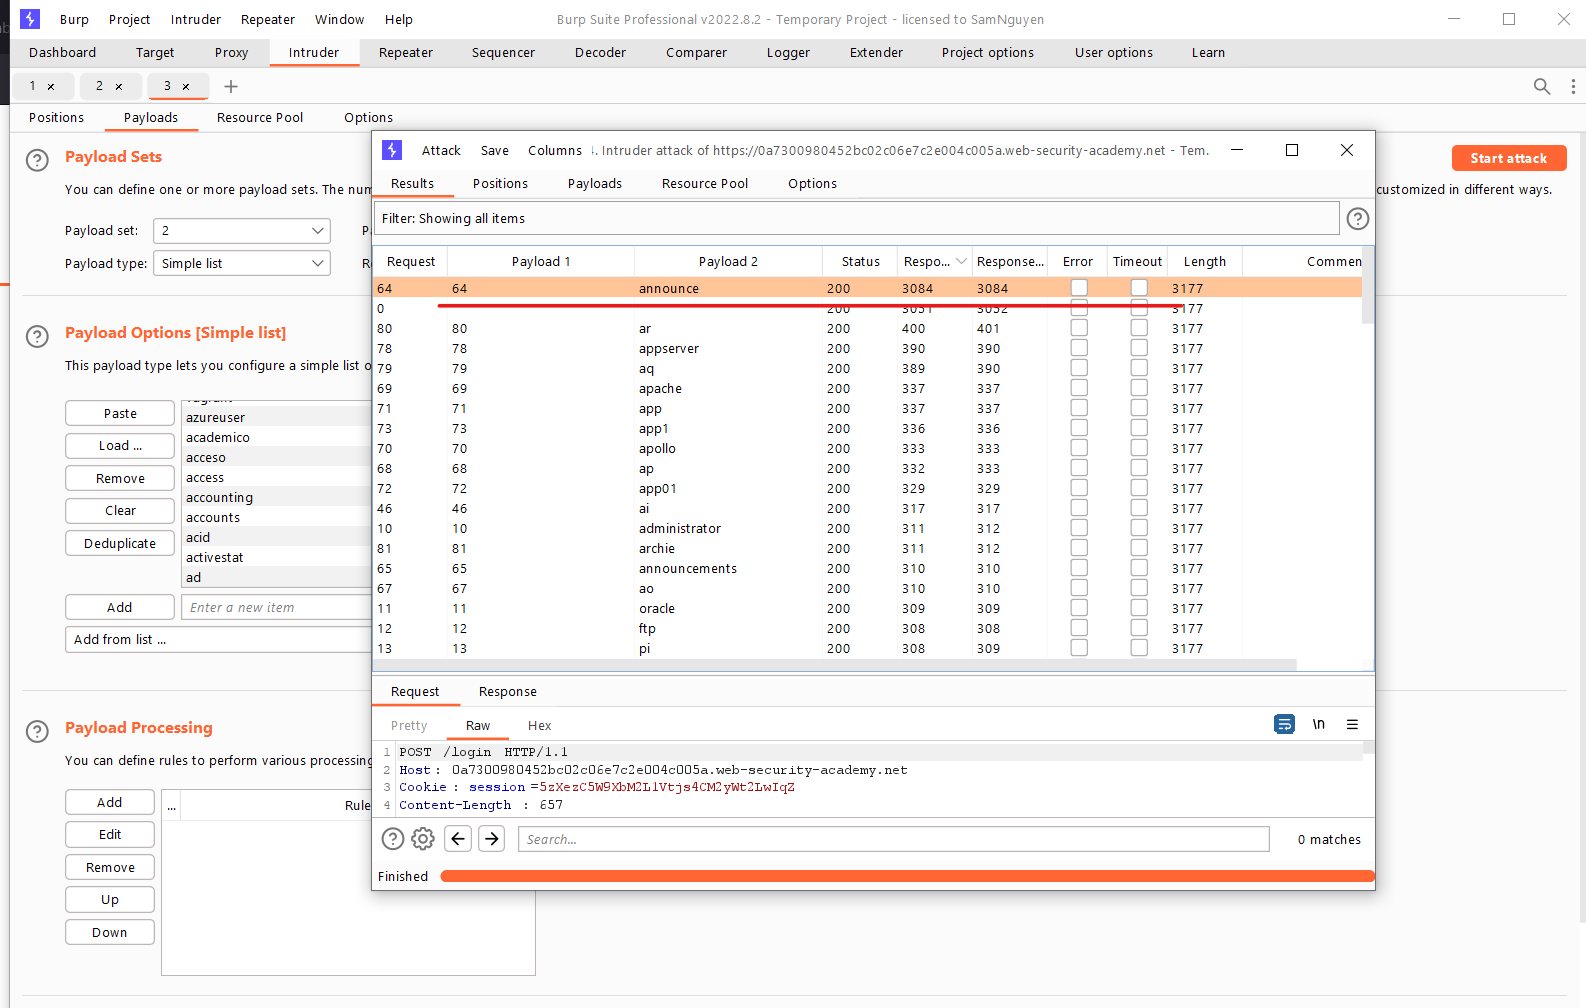 Burp Project Intruder Repeater Window Help Burp Suite Professional v2022.8.2 - Temporary Project - licensed to SamNguyen
Dashboard Target Proxy Intruder Repeater Sequencer Decoder Comparer Logger Extender Project options User options Learn
1 × 2 × 3 × +
Positions Payloads Resource Pool Options
Payload Sets
Start attack
You can define one or more payload sets. The num
customized in different ways.
Payload set: 2
Payload type: Simple list
Payload Options [Simple list]
This payload type lets you configure a simple list o
Paste
Load ...
Remove
Clear
Deduplicate
azureuser
academico
acceso
access
accounting
accounts
acid
activestat
ad
Add Enter a new item
Add from list ...
Payload Processing
You can define rules to perform various processing
Add
Edit
Remove
Up
Down
... Rule
Attack Save Columns 4. Intruder attack of https://0a7300980452bc02c06e7c2e004c005a.web-security-academy.net - Tem.
Results Positions Payloads Resource Pool Options
Filter: Showing all items
Request Payload 1 Payload 2 Status Respo... Response... Error Timeout Length Commen
64 64 announce 200 3084 3084 3177
0 200 3051 3052 3177
80 80 ar 200 400 401 3177
78 78 appserver 200 390 390 3177
79 79 aq 200 389 390 3177
69 69 apache 200 337 337 3177
71 71 app 200 337 337 3177
73 73 app1 200 336 336 3177
70 70 apollo 200 333 333 3177
68 68 ap 200 332 333 3177
72 72 app01 200 329 329 3177
46 46 ai 200 317 317 3177
10 10 administrator 200 311 312 3177
81 81 archie 200 311 312 3177
65 65 announcements 200 310 310 3177
67 67 ao 200 310 310 3177
11 11 oracle 200 309 309 3177
12 12 ftp 200 308 308 3177
13 13 pi 200 308 309 3177
Request Response
Pretty Raw Hex \n
1 POST /login HTTP/1.1
2 Host: 0a7300980452bc02c06e7c2e004c005a.web-security-academy.net
3 Cookie: session=5zXezC5W9XbM2L1Vtjs4CM2yWt2LwIqZ
4 Content-Length: 657
Search... 0 matches
Finished